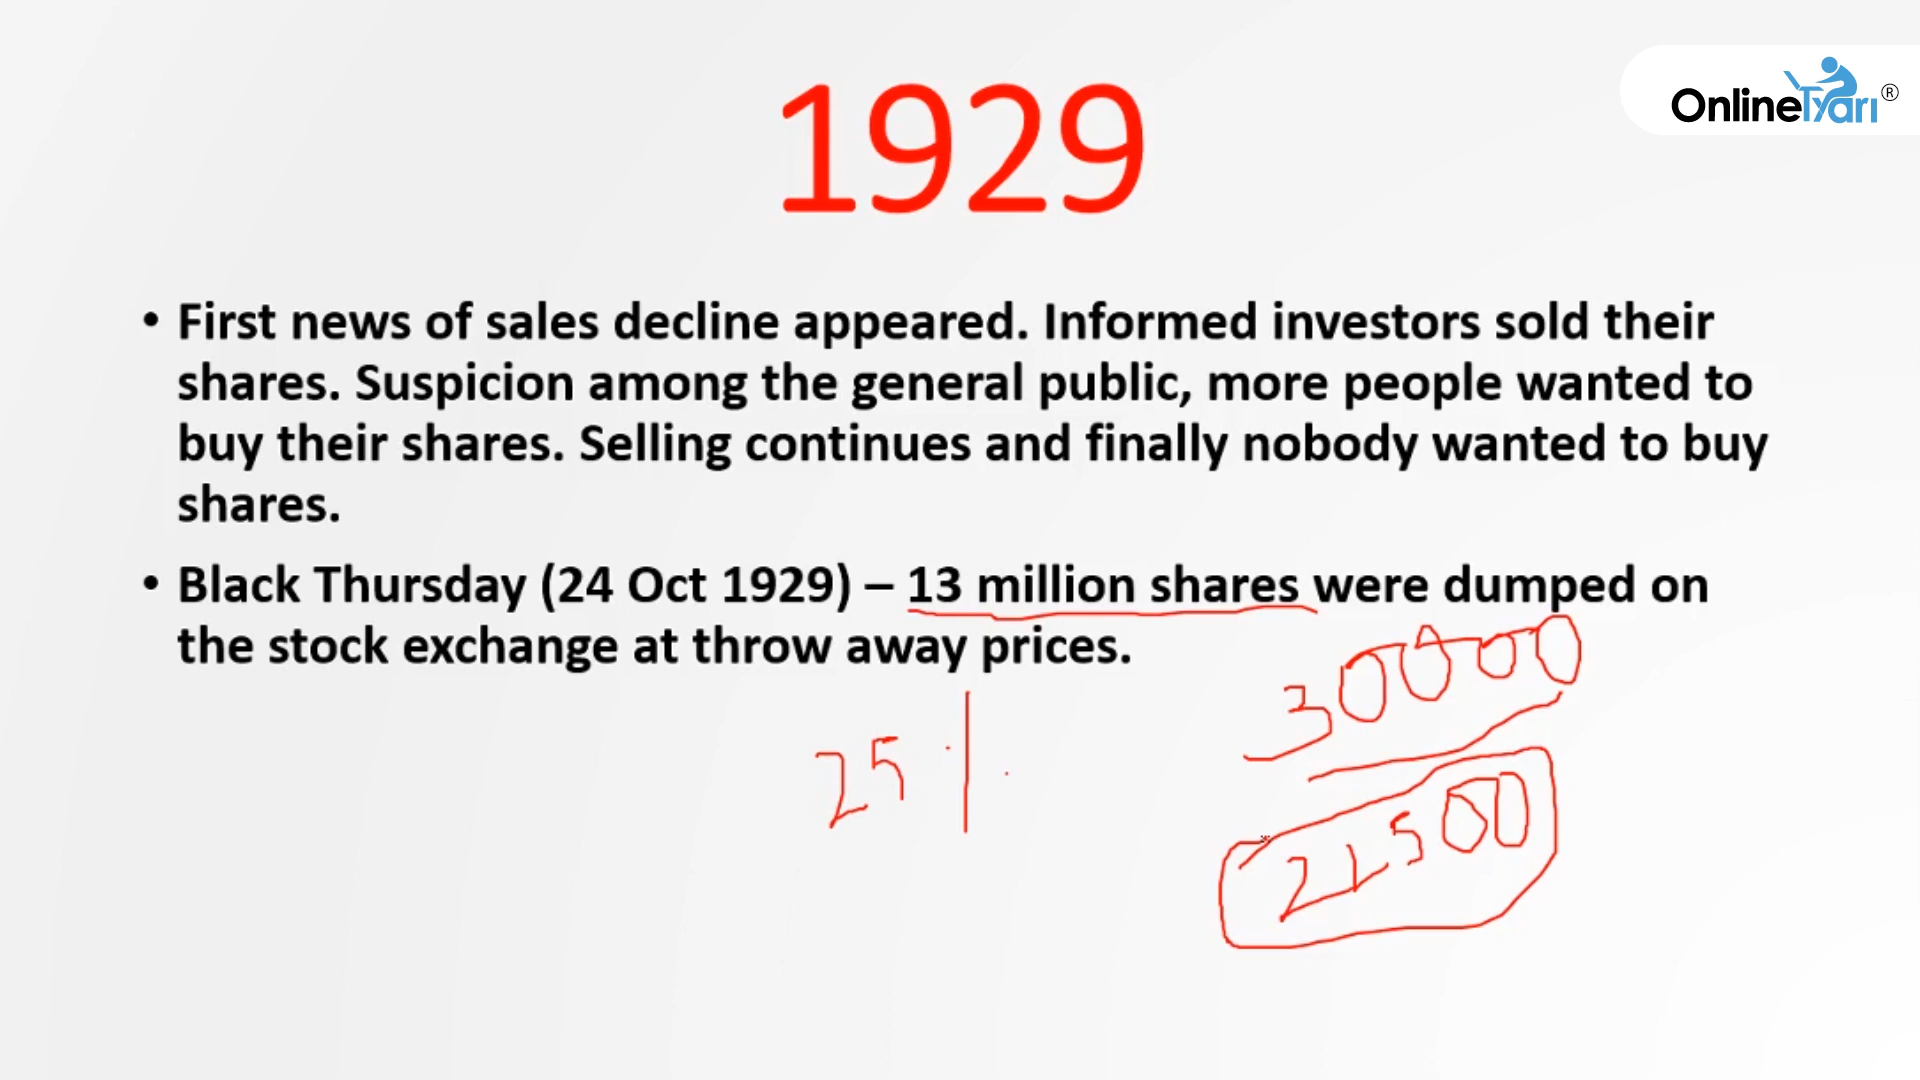 OnlineTyari®
1929
• First news of sales decline appeared. Informed investors sold their
shares. Suspicion among the general public, more people wanted to
buy their shares. Selling continues and finally nobody wanted to buy
shares.
• Black Thursday (24 Oct 1929) – 13 million shares were dumped on
the stock exchange at throw away prices.
30000
25 %